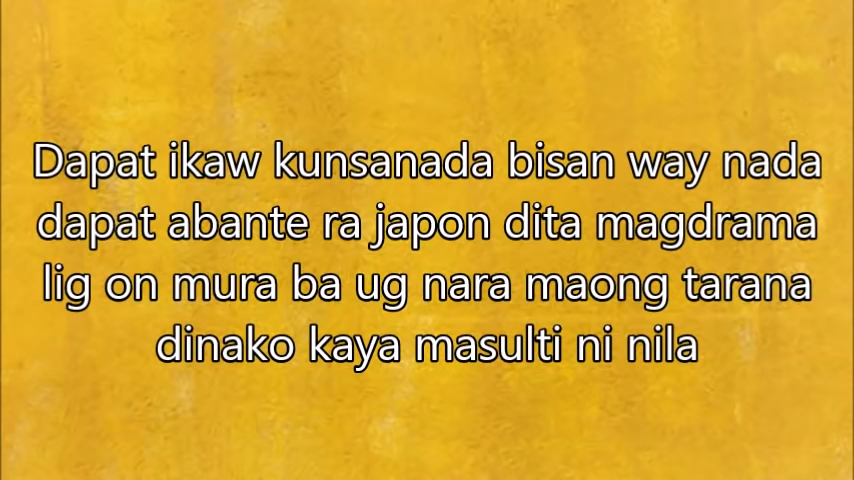 Dapat ikaw kunsanada bisan way nada
dapat abante ra japon dita magdrama
lig on mura ba ug nara maong tarana
dinako kaya masulti ni nila